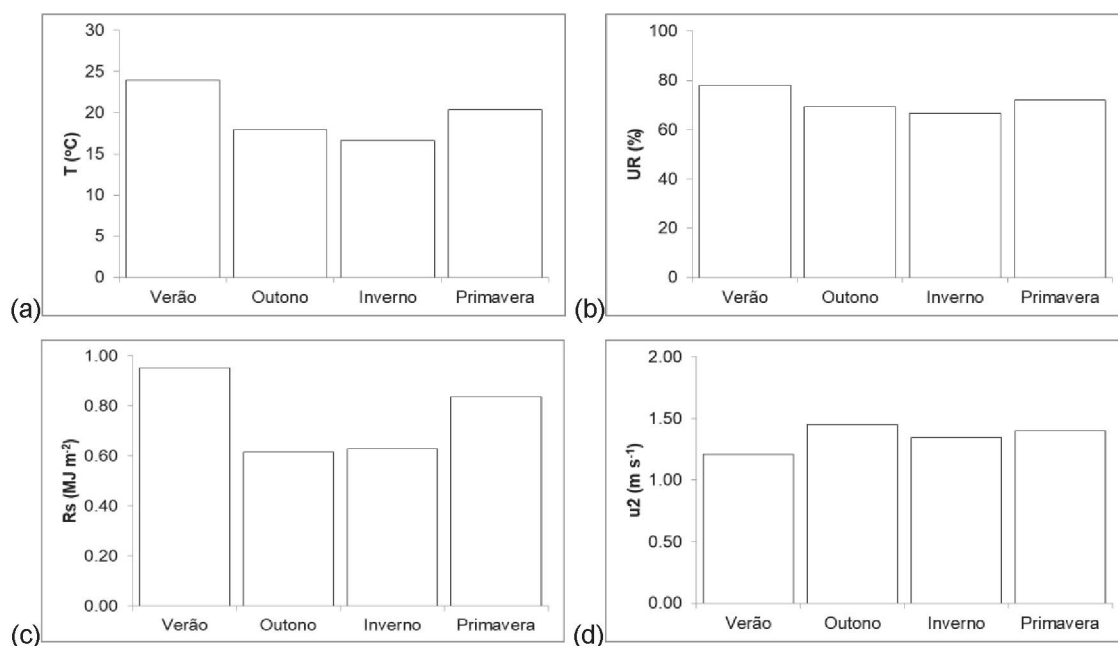 30
25
20
15
10
5
0
T (ºC)
Verão Outono Inverno Primavera
(a)
100
80
60
40
20
0
UR (%)
Verão Outono Inverno Primavera
(b)
1.00
0.80
0.60
0.40
0.20
0.00
Rs (MJ m⁻²)
Verão Outono Inverno Primavera
(c)
2.00
1.50
1.00
0.50
0.00
u2 (m s⁻¹)
Verão Outono Inverno Primavera
(d)